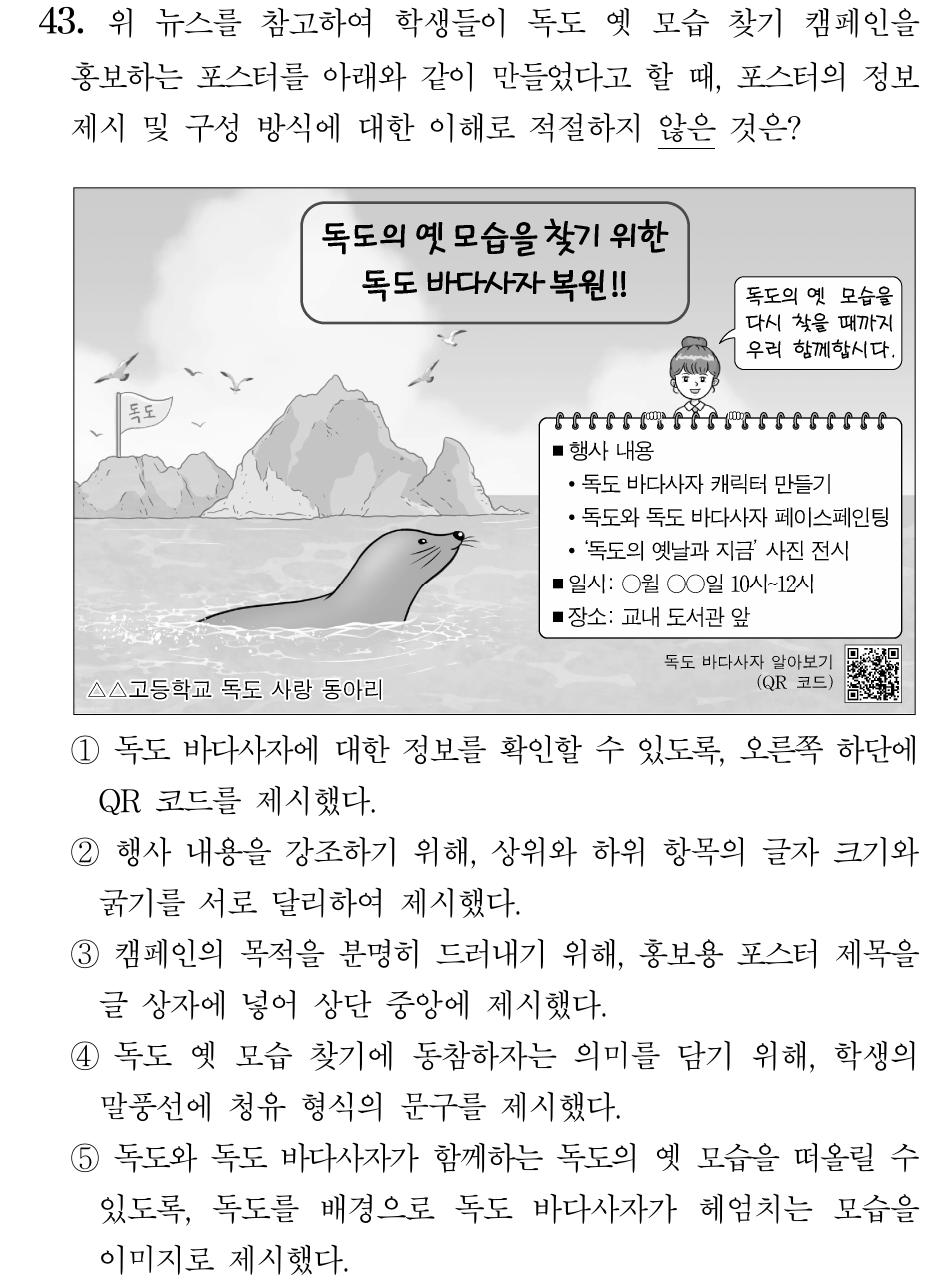 43. 위 뉴스를 참고하여 학생들이 독도 옛 모습 찾기 캠페인을
홍보하는 포스터를 아래와 같이 만들었다고 할 때, 포스터의 정보
제시 및 구성 방식에 대한 이해로 적절하지 않은 것은?
독도의 옛 모습을 찾기 위한
독도 바다사자 복원!!
독도의 옛 모습을
다시 찾을 때까지
우리 함께합시다.
독도
■ 행사 내용
• 독도 바다사자 캐릭터 만들기
• 독도와 독도 바다사자 페이스페인팅
• ‘독도의 옛날과 지금’ 사진 전시
■ 일시: ○월 ○○일 10시~12시
■ 장소: 교내 도서관 앞
독도 바다사자 알아보기
(QR 코드)
△△고등학교 독도 사랑 동아리
① 독도 바다사자에 대한 정보를 확인할 수 있도록, 오른쪽 하단에
QR 코드를 제시했다.
② 행사 내용을 강조하기 위해, 상위와 하위 항목의 글자 크기와
굵기를 서로 달리하여 제시했다.
③ 캠페인의 목적을 분명히 드러내기 위해, 홍보용 포스터 제목을
글 상자에 넣어 상단 중앙에 제시했다.
④ 독도 옛 모습 찾기에 동참하자는 의미를 담기 위해, 학생의
말풍선에 청유 형식의 문구를 제시했다.
⑤ 독도와 독도 바다사자가 함께하는 독도의 옛 모습을 떠올릴 수
있도록, 독도를 배경으로 독도 바다사자가 헤엄치는 모습을
이미지로 제시했다.